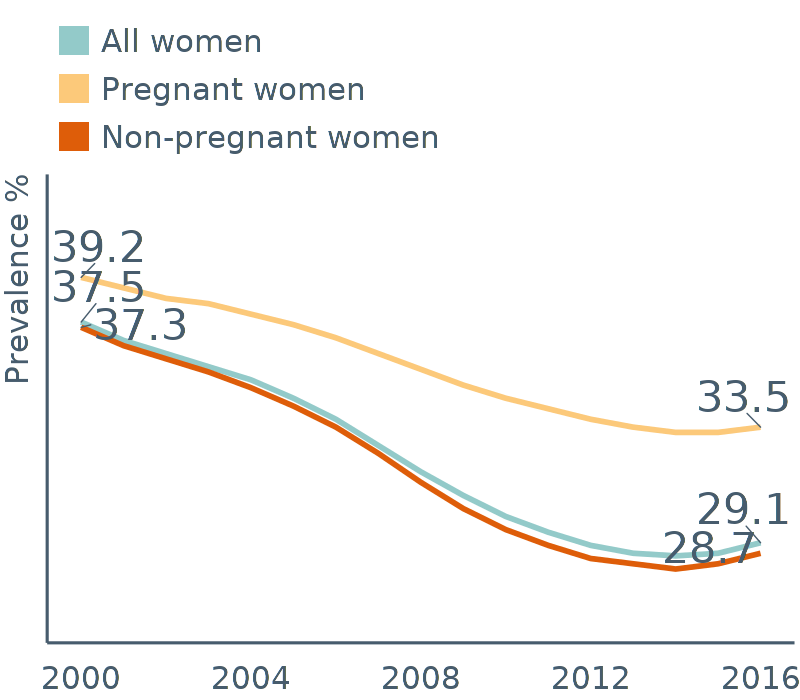 All women
Pregnant women
Non-pregnant women
Prevalence %
39.2
37.5
37.3
33.5
29.1
28.7
2000 2004 2008 2012 2016